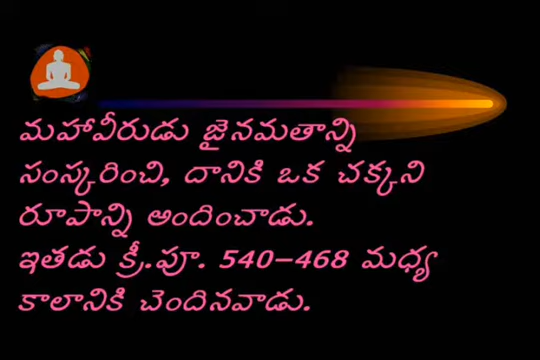 మహావీరుడు జైనమతాన్ని
సంస్కరించి, దానికి ఒక చక్కని
రూపాన్ని అందించాడు.
ఇతడు క్రీ.పూ. 540–468 మధ్య
కాలానికి చెందినవాడు.